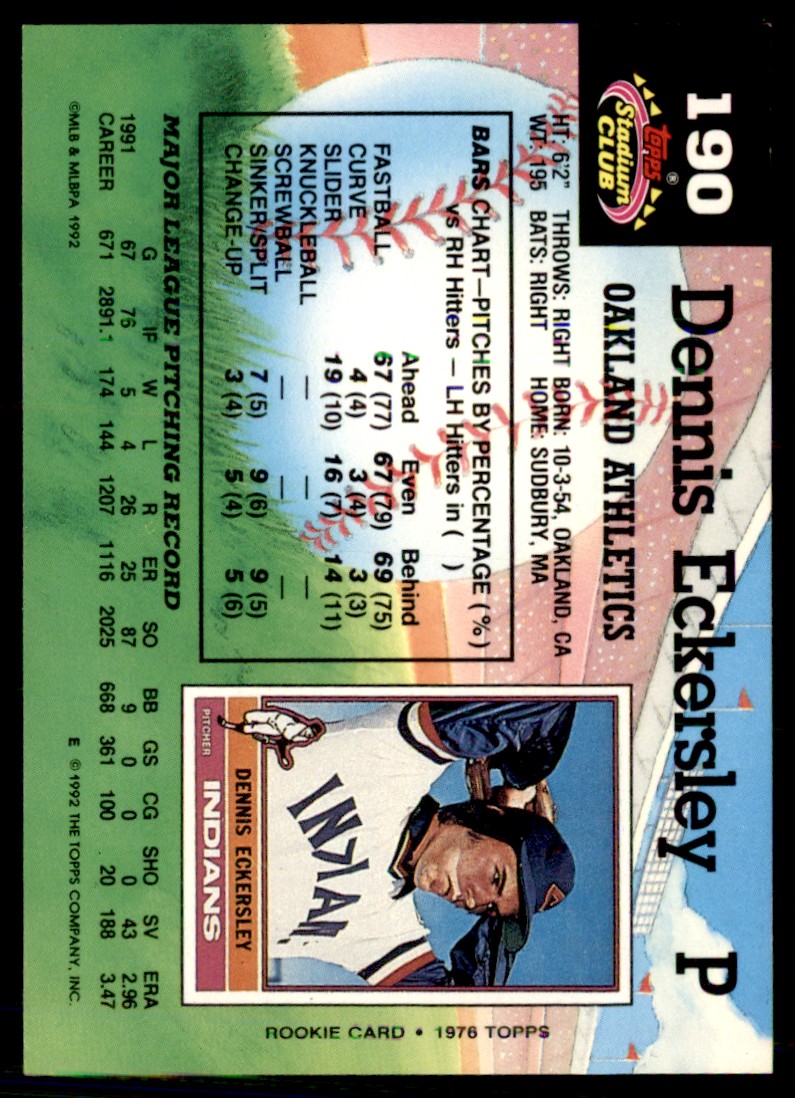 190
Topps®
Stadium
CLUB
Dennis Eckersley P
OAKLAND ATHLETICS
HT: 6'2" THROWS: RIGHT BORN: 10-3-54, OAKLAND, CA
WT: 195 BATS: RIGHT HOME: SUDBURY, MA
BARS CHART—PITCHES BY PERCENTAGE (%)
vs RH Hitters — LH Hitters in ( )
Ahead Even Behind
FASTBALL 67 (77) 67 (79) 69 (75)
CURVE 4 (4) 3 (4) 3 (3)
SLIDER 19 (10) 16 (7) 14 (11)
KNUCKLEBALL — — —
SCREWBALL — — —
SINKER/SPLIT 7 (5) 9 (6) 9 (5)
CHANGE-UP 3 (4) 5 (4) 5 (6)
INDIAN
DENNIS ECKERSLEY
PITCHER INDIANS
ROOKIE CARD • 1976 TOPPS
MAJOR LEAGUE PITCHING RECORD
G IP W L R ER SO BB GS CG SHO SV ERA
1991 67 76 5 4 26 25 87 9 0 0 0 43 2.96
CAREER 671 2891.1 174 144 1207 1116 2025 668 361 100 20 188 3.47
©MLB & MLBPA 1992 E ©1992 THE TOPPS COMPANY, INC.